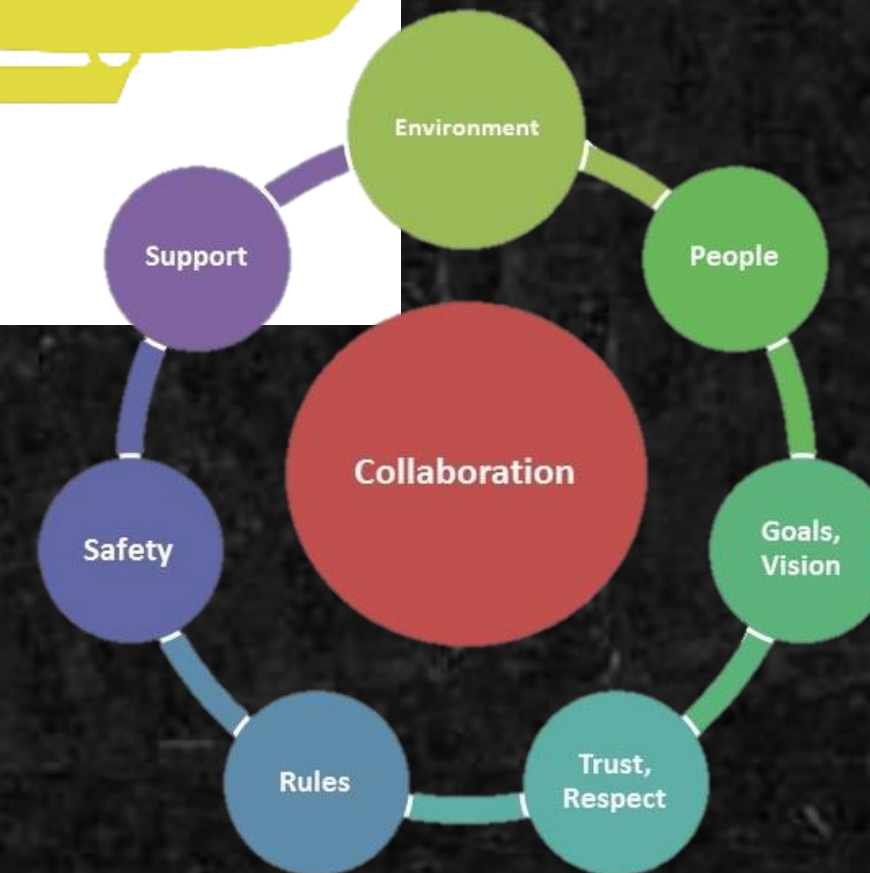 Environment
People
Goals,
Vision
Trust,
Respect
Rules
Safety
Support
Collaboration